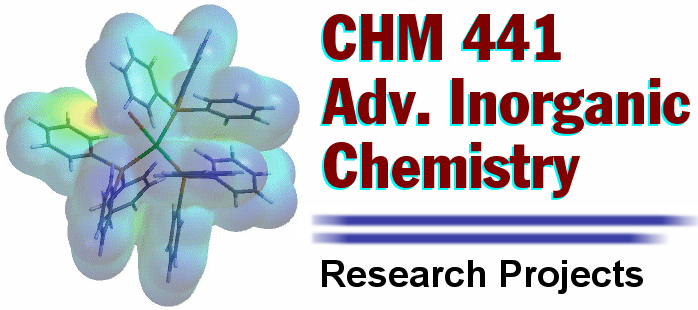 CHM 441
Adv. Inorganic
Chemistry
Research Projects